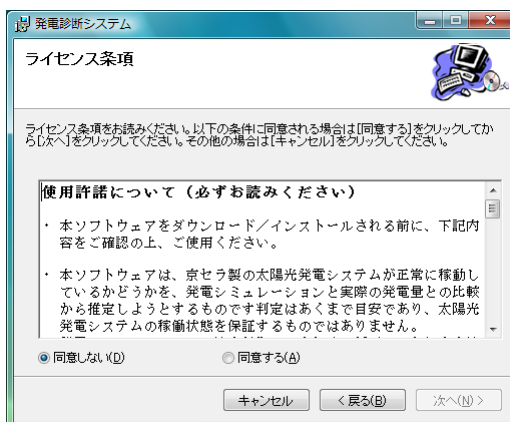 発電診断システム
ライセンス条項
ライセンス条項をお読みください。以下の条件に同意される場合は[同意する]をクリックしてか
ら[次へ]をクリックしてください。その他の場合は[キャンセル]をクリックしてください。
使用許諾について（必ずお読みください）
・ 本ソフトウェアをダウンロード／インストールされる前に、下記内
容をご確認の上、ご使用ください。
・ 本ソフトウェアは、京セラ製の太陽光発電システムが正常に稼動し
ているかどうかを、発電シミュレーションと実際の発電量との比較
から推定しようとするものです判定はあくまで目安であり、太陽光
発電システムの稼働状態を保証するものではありません。
同意しない(D)
同意する(A)
キャンセル
< 戻る(B)
次へ(N) >